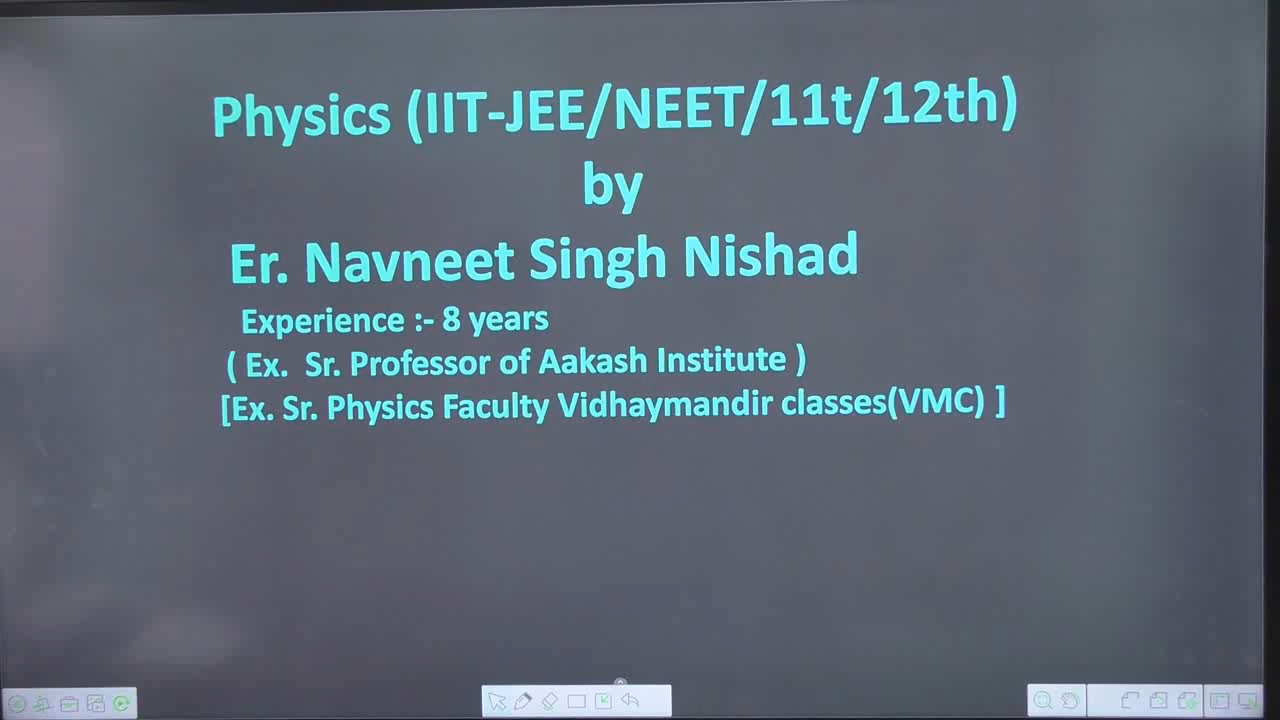 Physics (IIT-JEE/NEET/11t/12th)
by
Er. Navneet Singh Nishad
Experience :- 8 years
( Ex. Sr. Professor of Aakash Institute )
[Ex. Sr. Physics Faculty Vidhaymandir classes(VMC) ]